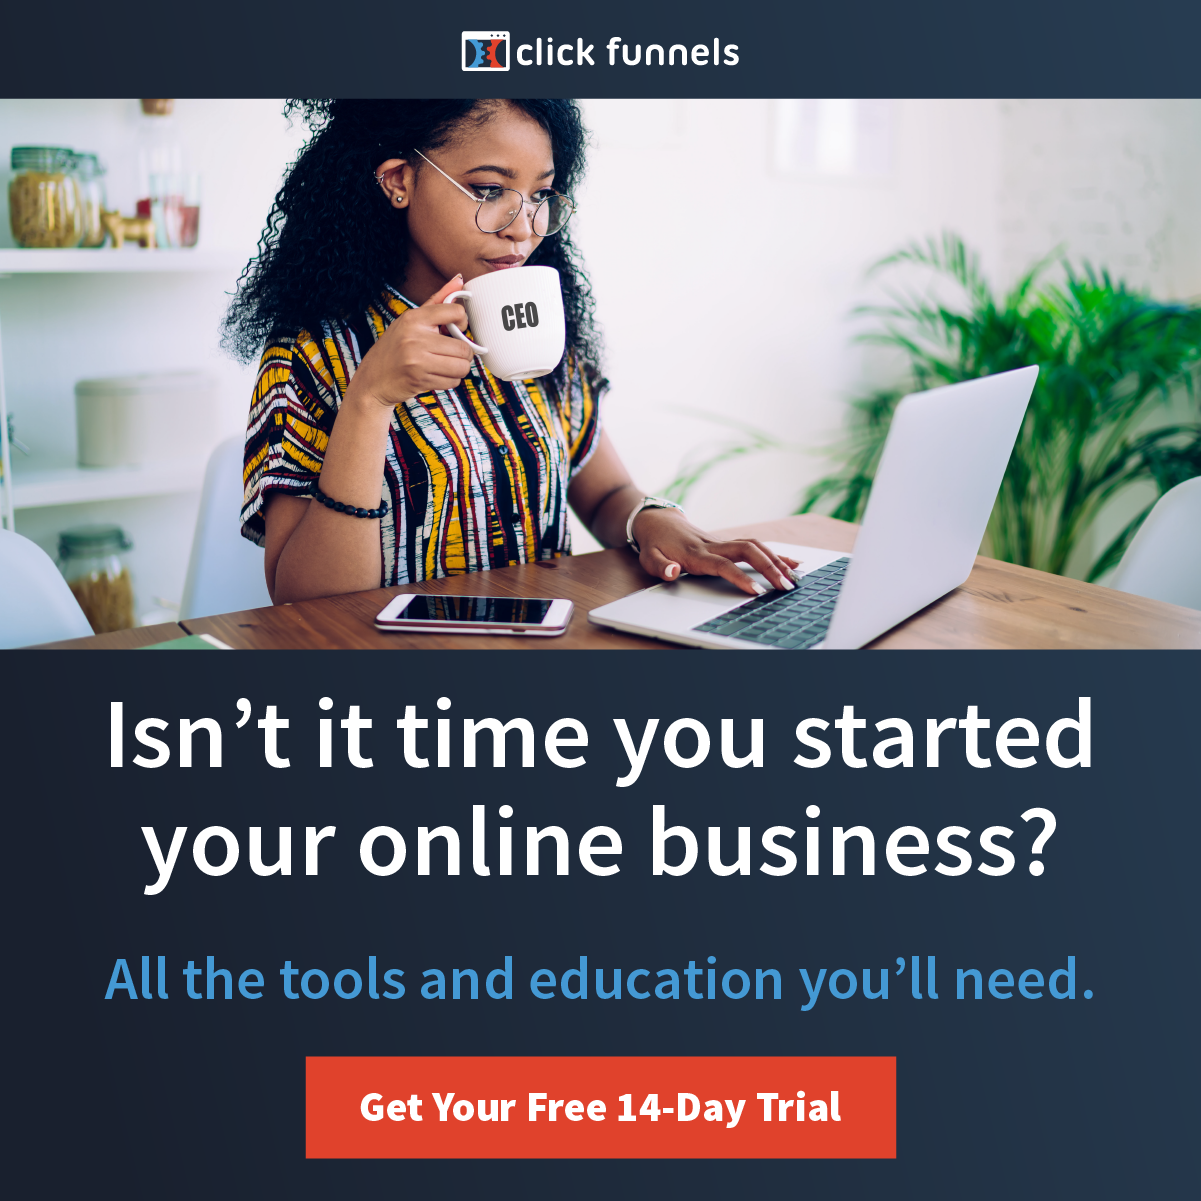 click funnels
CEO
Isn’t it time you started
your online business?
All the tools and education you’ll need.
Get Your Free 14-Day Trial